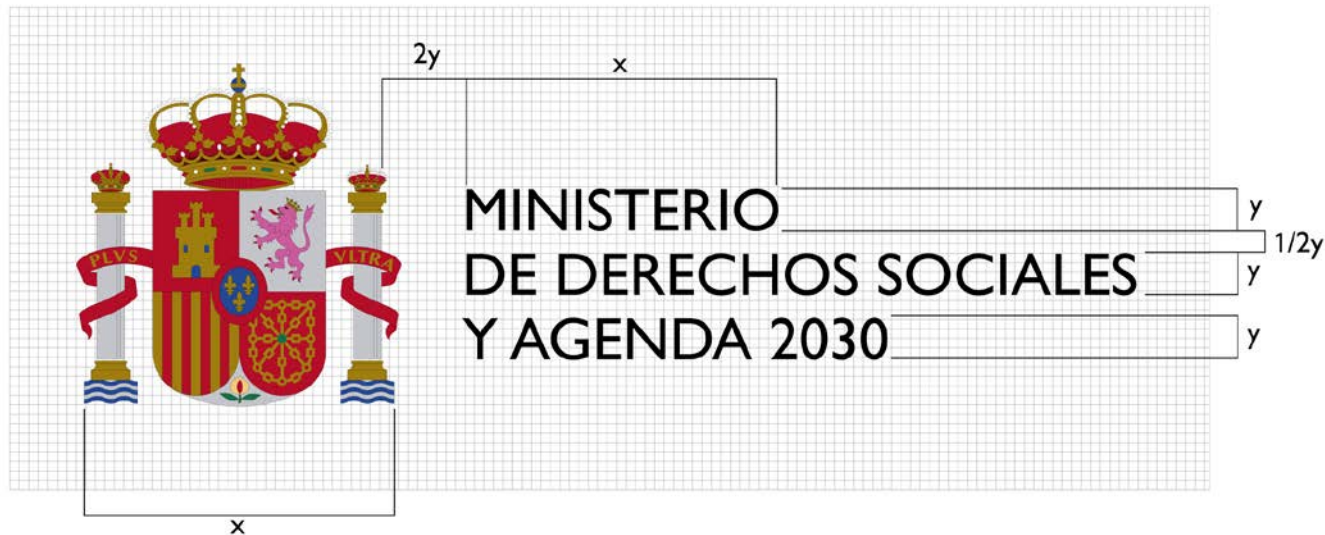 2y
x
MINISTERIO
y
1/2y
PLVS VLTRA
DE DERECHOS SOCIALES
y
Y AGENDA 2030
y
x